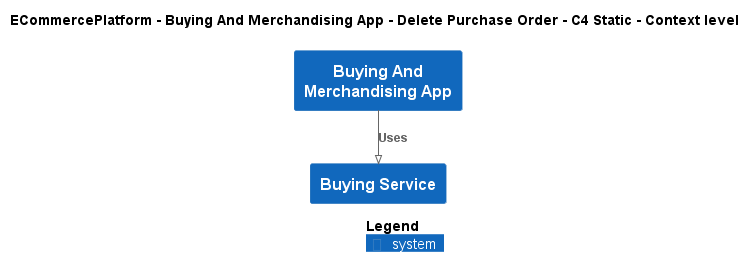 ECommercePlatform - Buying And Merchandising App - Delete Purchase Order - C4 Static - Context level
Buying And
Merchandising App
Uses
Buying Service
Legend
system